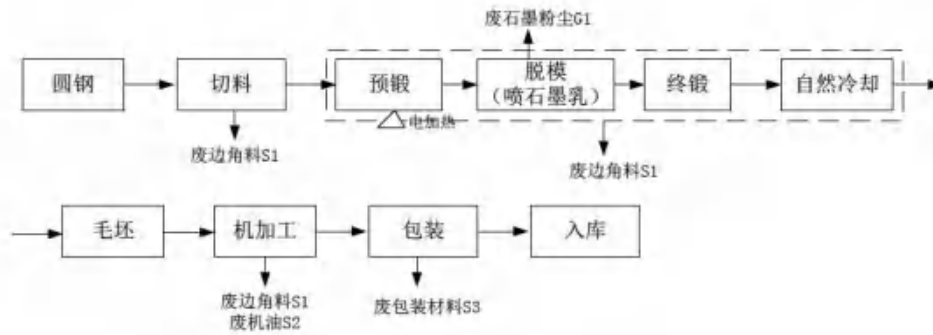 废石墨粉尘G1
圆钢
切料
预锻
脱模
(喷石墨乳)
终锻
自然冷却
电加热
废边角料S1
废边角料S1
毛坯
机加工
包装
入库
废边角料S1
废机油S2
废包装材料S3